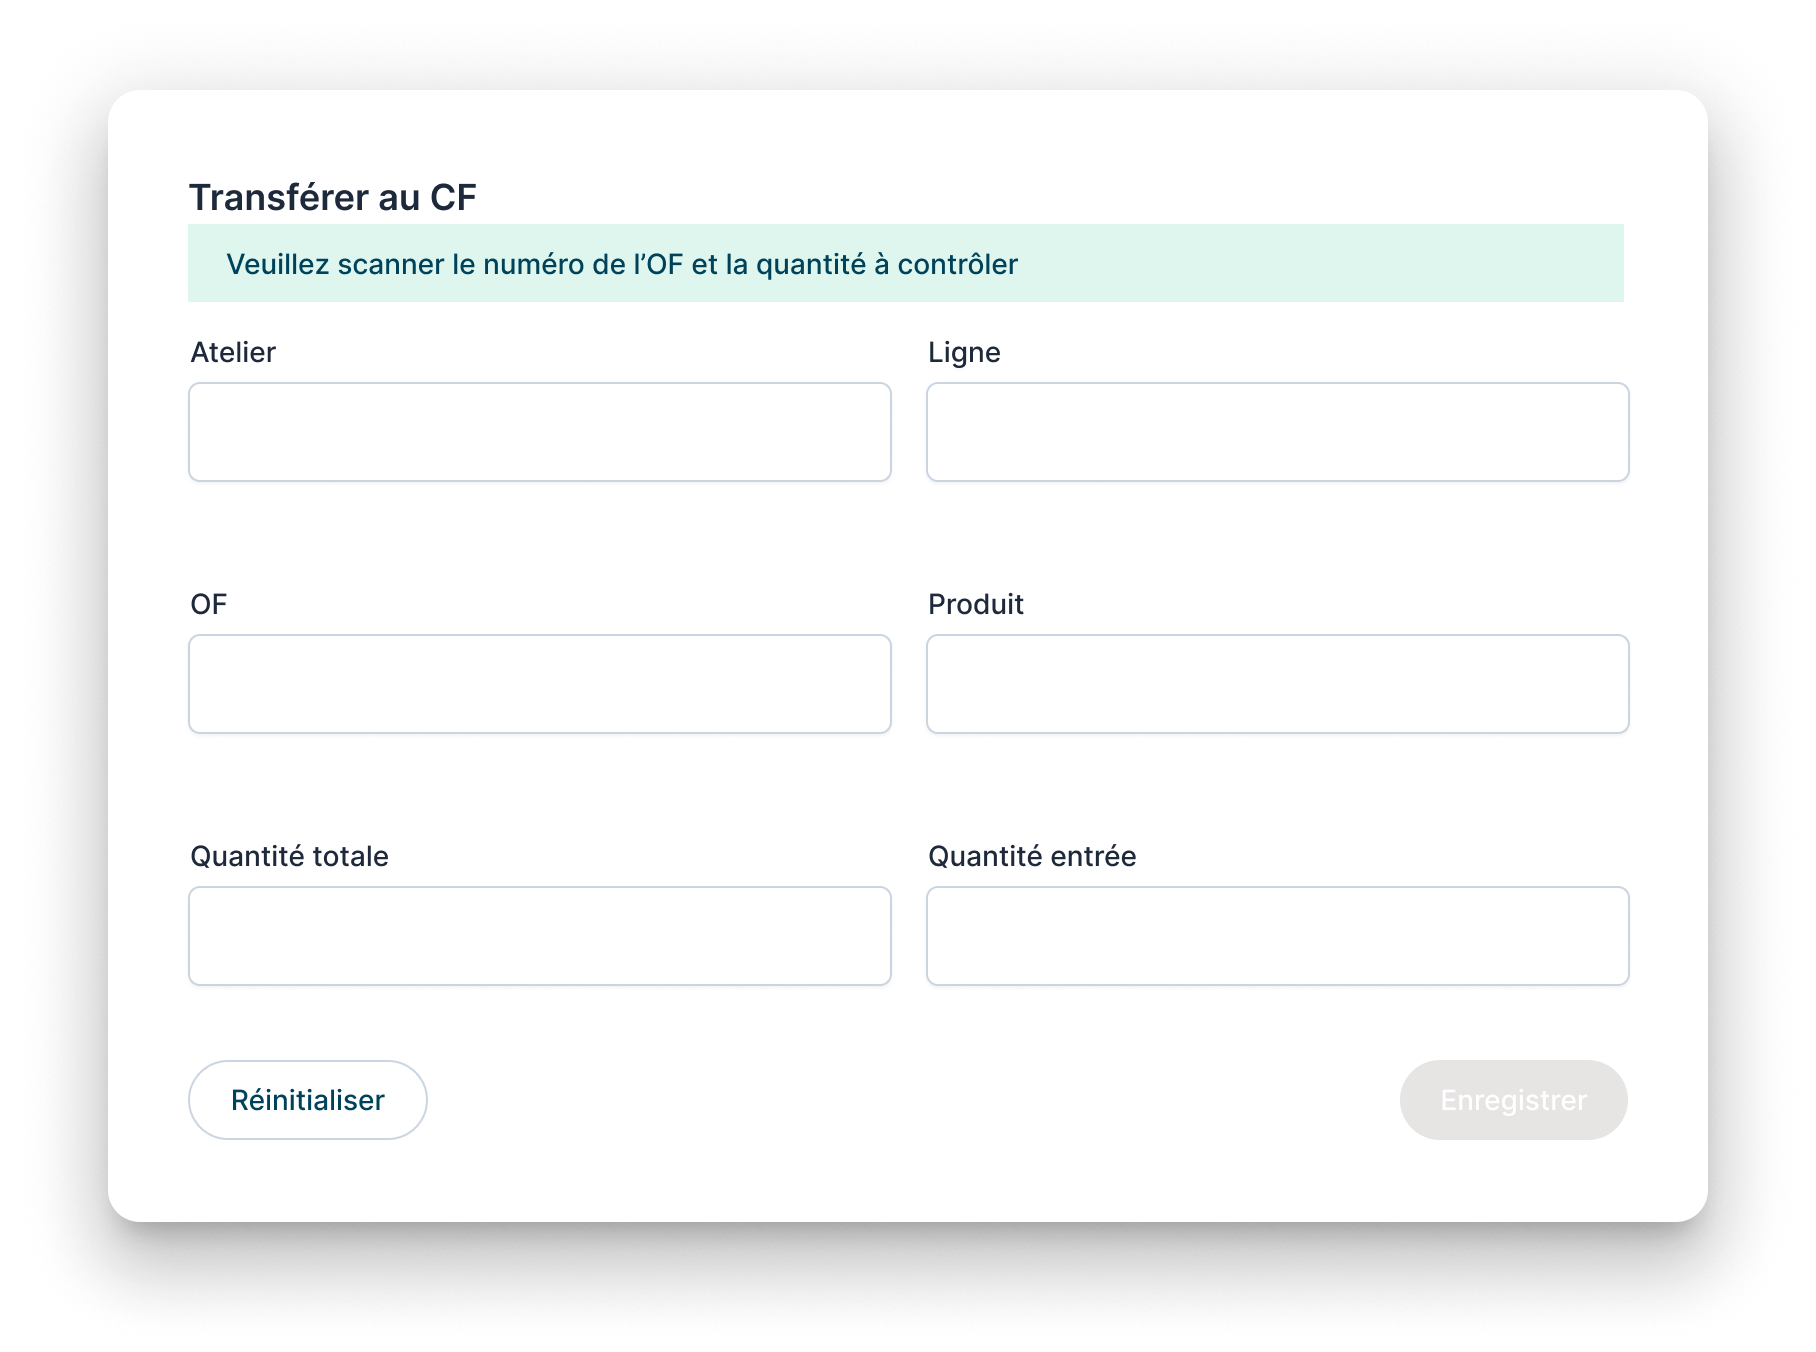 Transférer au CF
Veuillez scanner le numéro de l’OF et la quantité à contrôler
Atelier
Ligne
OF
Produit
Quantité totale
Quantité entrée
Réinitialiser
Enregistrer